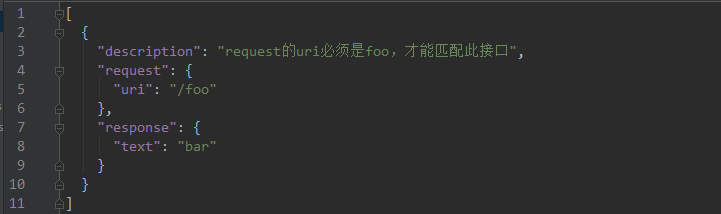 1 [
2   {
3     "description": "request的uri必须是foo，才能匹配此接口",
4     "request": {
5       "uri": "/foo"
6     },
7     "response": {
8       "text": "bar"
9     }
10   }
11 ]